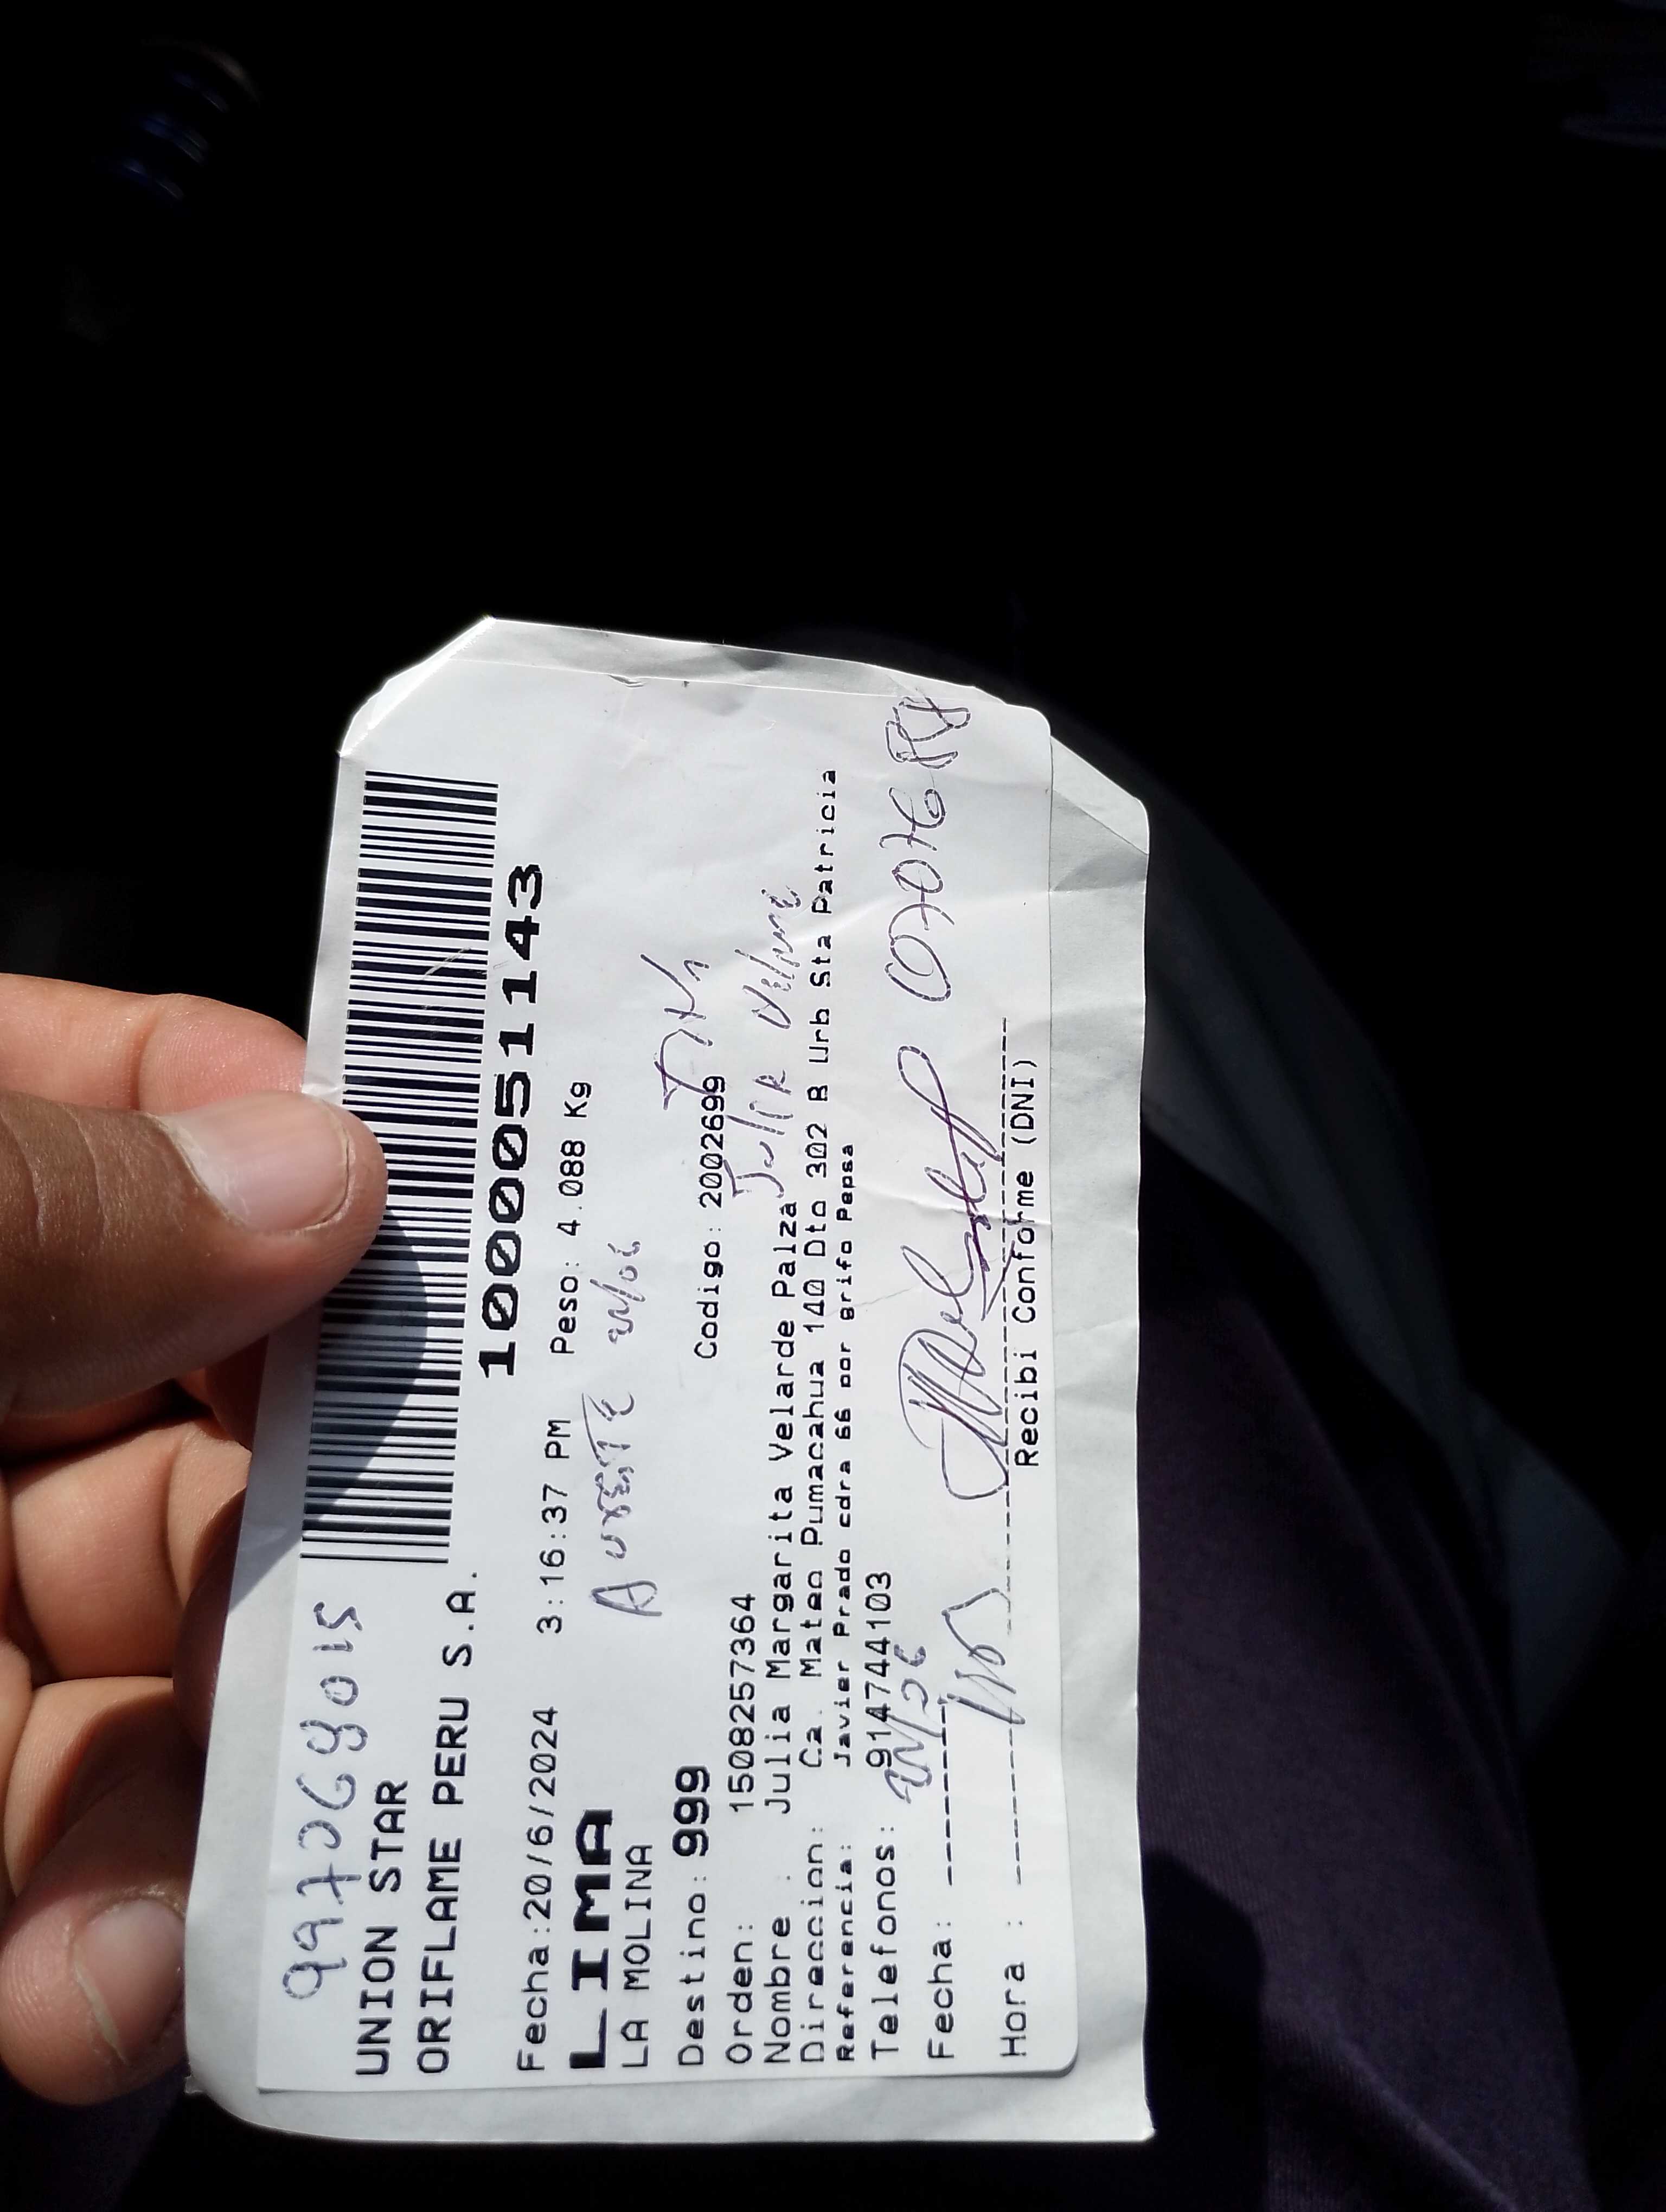 997069015
UNION STAR
ORIFLAME PERU S.A.
1000051143
Fecha:20/6/2024 3:16:37 PM Peso: 4.088 Kg
LIMA
LA MOLINA
Destino: 999 Codigo: 2002699
Orden: 1508257364 Julia
Nombre : Julia Margarita Velarde Palza
Direccion: Ca. Mateo Pumacahua 140 Dto 302 B Urb Sta Patricia
Referencia: Javier Prado cdra 66 por grifo Pepsa
Telefonos: 914744103
Fecha:
Hora :
Recibi Conforme (DNI)